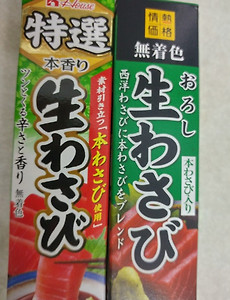 House
特選
本香り
生わさび
ツンとくる辛さと香り
無着色
素材引き立つ「本わさび使用」
情熱価格
無着色
おろし
生わさび
西洋わさびに本わさびをブレンド
本わさび入り